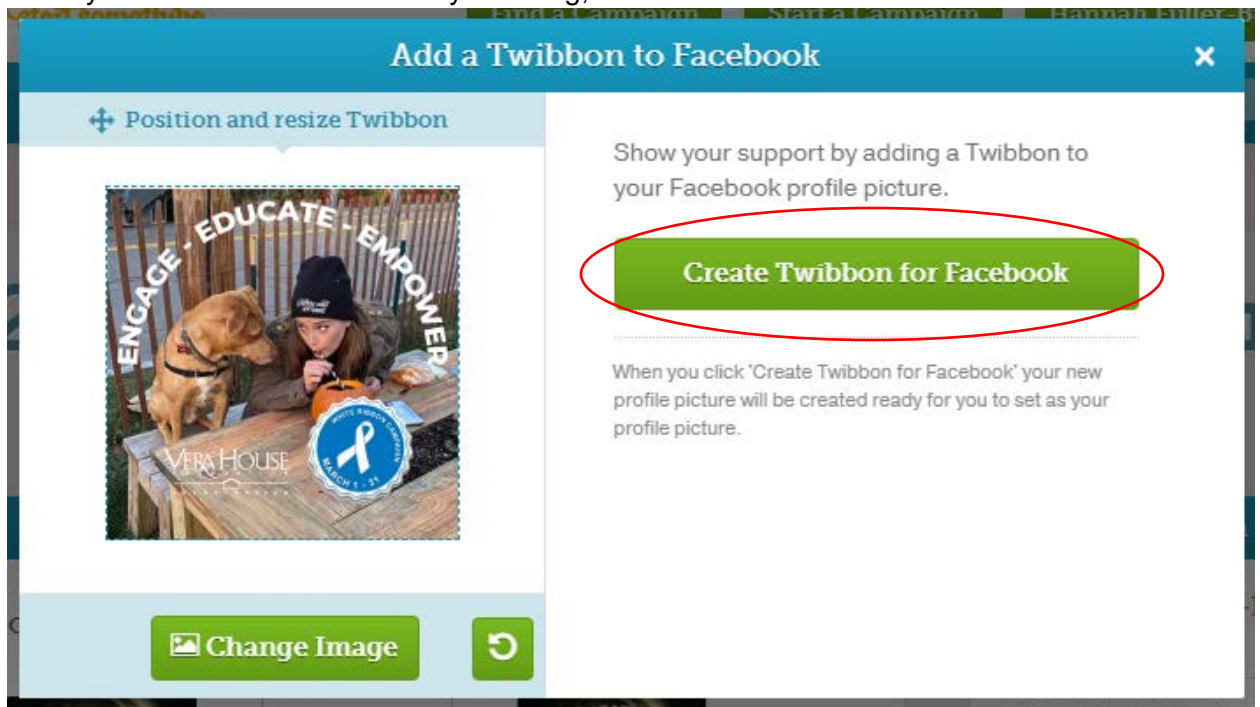 Find a Campaign Start a Campaign Hannah Fuller-B
Add a Twibbon to Facebook ×
Position and resize Twibbon
ENGAGE - EDUCATE - EMPOWER
VERA HOUSE
WHITE RIBBON CAMPAIGN
MARCH 1 - 31
Change Image
Show your support by adding a Twibbon to
your Facebook profile picture.
Create Twibbon for Facebook
When you click 'Create Twibbon for Facebook' your new
profile picture will be created ready for you to set as your
profile picture.